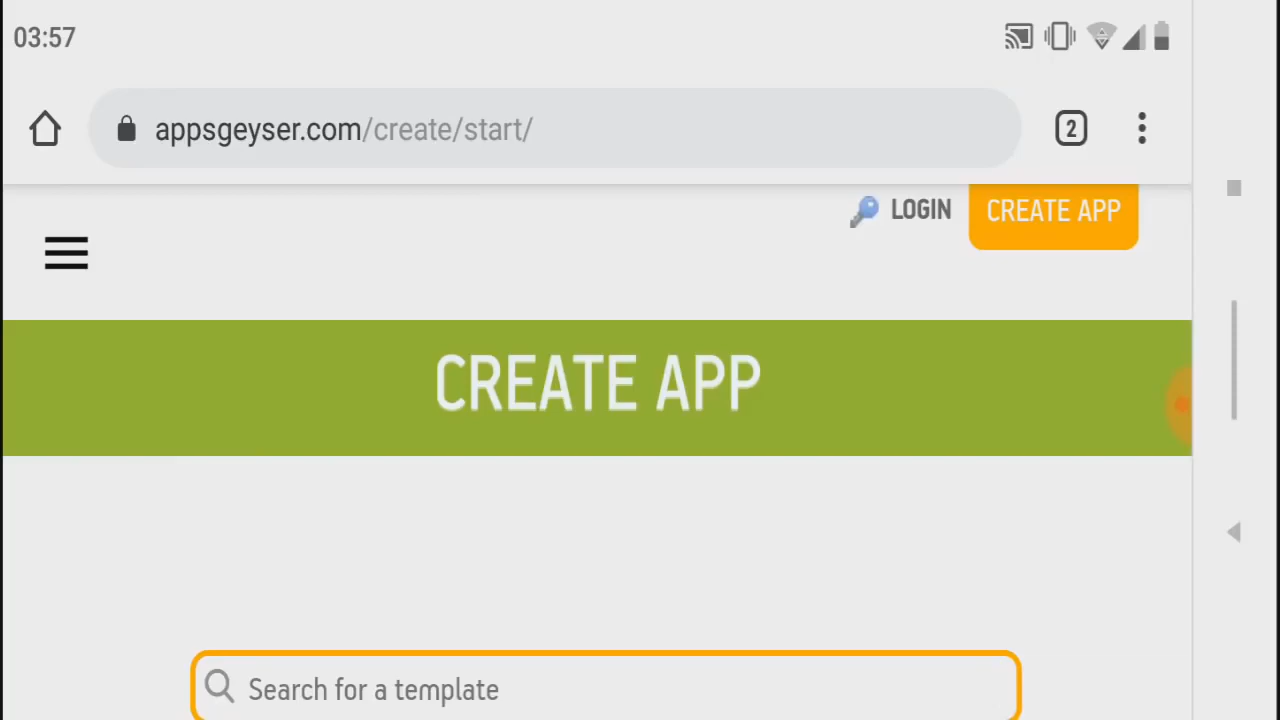 03:57
appsgeyser.com/create/start/
2
LOGIN
CREATE APP
CREATE APP
Search for a template